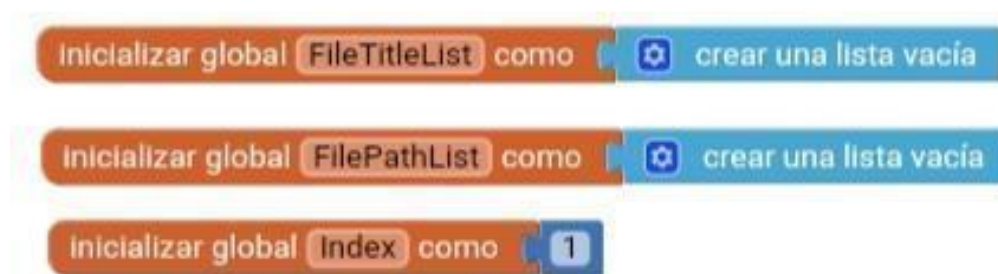 inicializar global FileTitleList como crear una lista vacía
inicializar global FilePathList como crear una lista vacía
inicializar global Index como 1